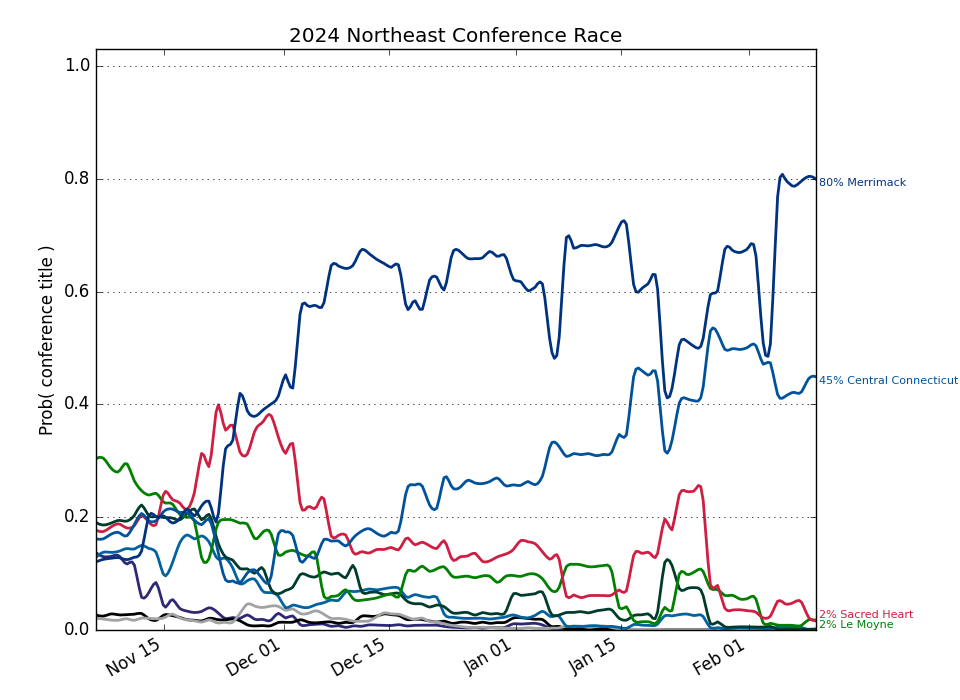 2024 Northeast Conference Race
1.0
0.8
0.6
0.4
0.2
0.0
Prob( conference title )
80% Merrimack
45% Central Connecticut
2% Sacred Heart
2% Le Moyne
Nov 15
Dec 01
Dec 15
Jan 01
Jan 15
Feb 01